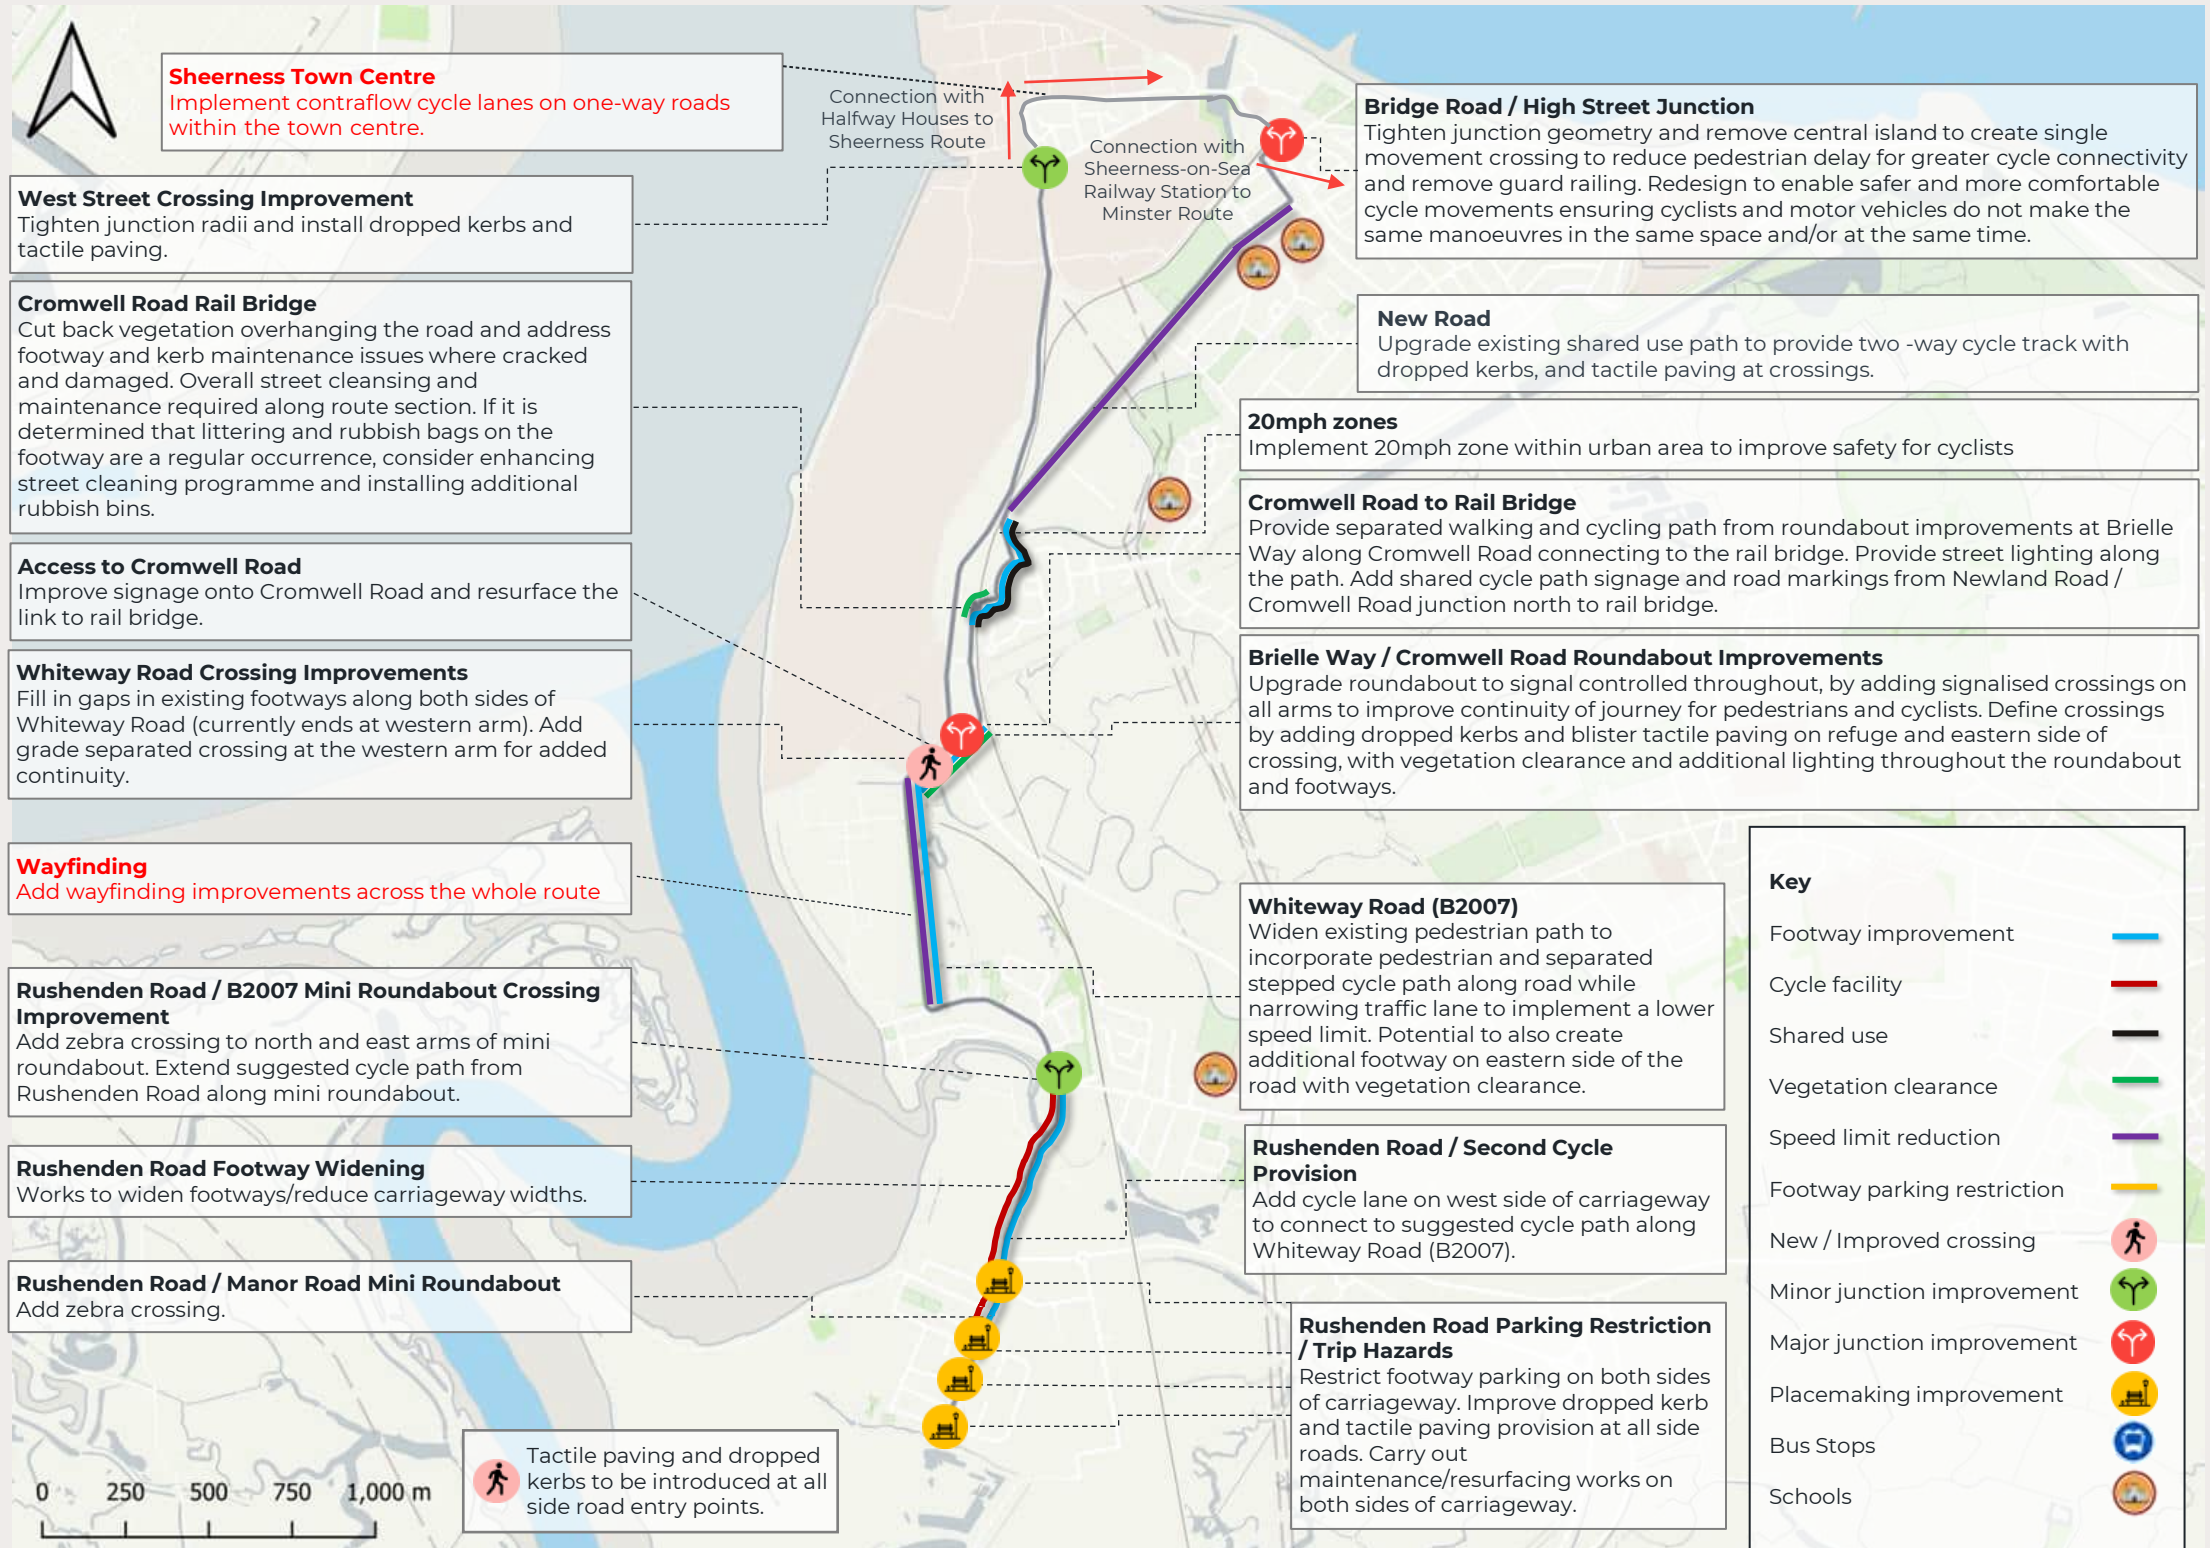 Sheerness Town Centre
Implement contraflow cycle lanes on one-way roads
within the town centre.
West Street Crossing Improvement
Tighten junction radii and install dropped kerbs and
tactile paving.
Cromwell Road Rail Bridge
Cut back vegetation overhanging the road and address
footway and kerb maintenance issues where cracked
and damaged. Overall street cleansing and
maintenance required along route section. If it is
determined that littering and rubbish bags on the
footway are a regular occurrence, consider enhancing
street cleaning programme and installing additional
rubbish bins.
Access to Cromwell Road
Improve signage onto Cromwell Road and resurface the
link to rail bridge.
Whiteway Road Crossing Improvements
Fill in gaps in existing footways along both sides of
Whiteway Road (currently ends at western arm). Add
grade separated crossing at the western arm for added
continuity.
Wayfinding
Add wayfinding improvements across the whole route
Rushenden Road / B2007 Mini Roundabout Crossing
Improvement
Add zebra crossing to north and east arms of mini
roundabout. Extend suggested cycle path from
Rushenden Road along mini roundabout.
Rushenden Road Footway Widening
Works to widen footways/reduce carriageway widths.
Rushenden Road / Manor Road Mini Roundabout
Add zebra crossing.
0 250 500 750 1,000 m
Tactile paving and dropped
kerbs to be introduced at all
side road entry points.
Connection with
Halfway Houses to
Sheerness Route
Connection with
Sheerness-on-Sea
Railway Station to
Minster Route
Bridge Road / High Street Junction
Tighten junction geometry and remove central island to create single
movement crossing to reduce pedestrian delay for greater cycle connectivity
and remove guard railing. Redesign to enable safer and more comfortable
cycle movements ensuring cyclists and motor vehicles do not make the
same manoeuvres in the same space and/or at the same time.
New Road
Upgrade existing shared use path to provide two -way cycle track with
dropped kerbs, and tactile paving at crossings.
20mph zones
Implement 20mph zone within urban area to improve safety for cyclists
Cromwell Road to Rail Bridge
Provide separated walking and cycling path from roundabout improvements at Brielle
Way along Cromwell Road connecting to the rail bridge. Provide street lighting along
the path. Add shared cycle path signage and road markings from Newland Road /
Cromwell Road junction north to rail bridge.
Brielle Way / Cromwell Road Roundabout Improvements
Upgrade roundabout to signal controlled throughout, by adding signalised crossings on
all arms to improve continuity of journey for pedestrians and cyclists. Define crossings
by adding dropped kerbs and blister tactile paving on refuge and eastern side of
crossing, with vegetation clearance and additional lighting throughout the roundabout
and footways.
Whiteway Road (B2007)
Widen existing pedestrian path to
incorporate pedestrian and separated
stepped cycle path along road while
narrowing traffic lane to implement a lower
speed limit. Potential to also create
additional footway on eastern side of the
road with vegetation clearance.
Rushenden Road / Second Cycle
Provision
Add cycle lane on west side of carriageway
to connect to suggested cycle path along
Whiteway Road (B2007).
Rushenden Road Parking Restriction
/ Trip Hazards
Restrict footway parking on both sides
of carriageway. Improve dropped kerb
and tactile paving provision at all side
roads. Carry out
maintenance/resurfacing works on
both sides of carriageway.
Key
Footway improvement
Cycle facility
Shared use
Vegetation clearance
Speed limit reduction
Footway parking restriction
New / Improved crossing
Minor junction improvement
Major junction improvement
Placemaking improvement
Bus Stops
Schools